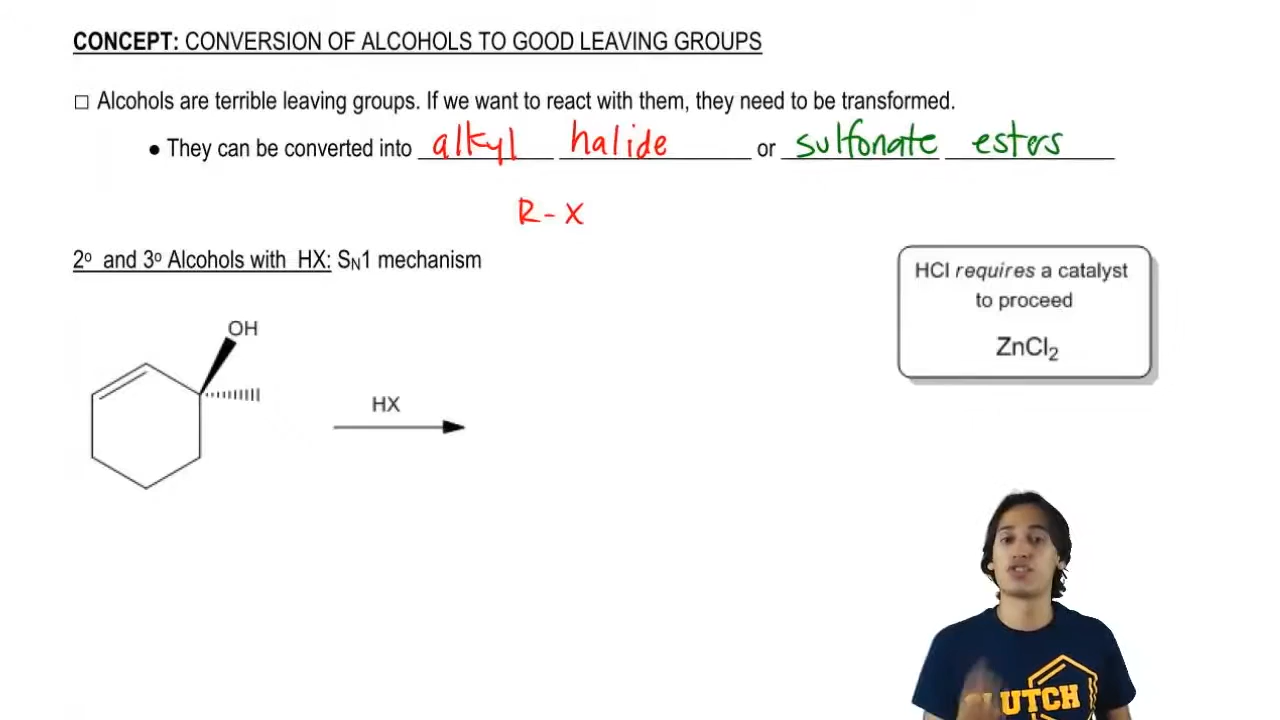 CONCEPT: CONVERSION OF ALCOHOLS TO GOOD LEAVING GROUPS
□ Alcohols are terrible leaving groups. If we want to react with them, they need to be transformed.
● They can be converted into alkyl halide or sulfonate esters
R-X
2º and 3º Alcohols with HX: SN1 mechanism
HCl requires a catalyst
to proceed
ZnCl2
OH
HX
CLUTCH